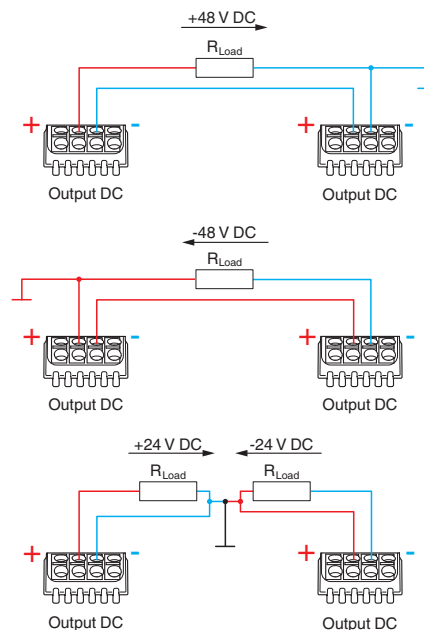 +48 V DC
RLoad
+ - + -
Output DC Output DC
-48 V DC
RLoad
+ - + -
Output DC Output DC
+24 V DC -24 V DC
RLoad RLoad
+ - + -
Output DC Output DC